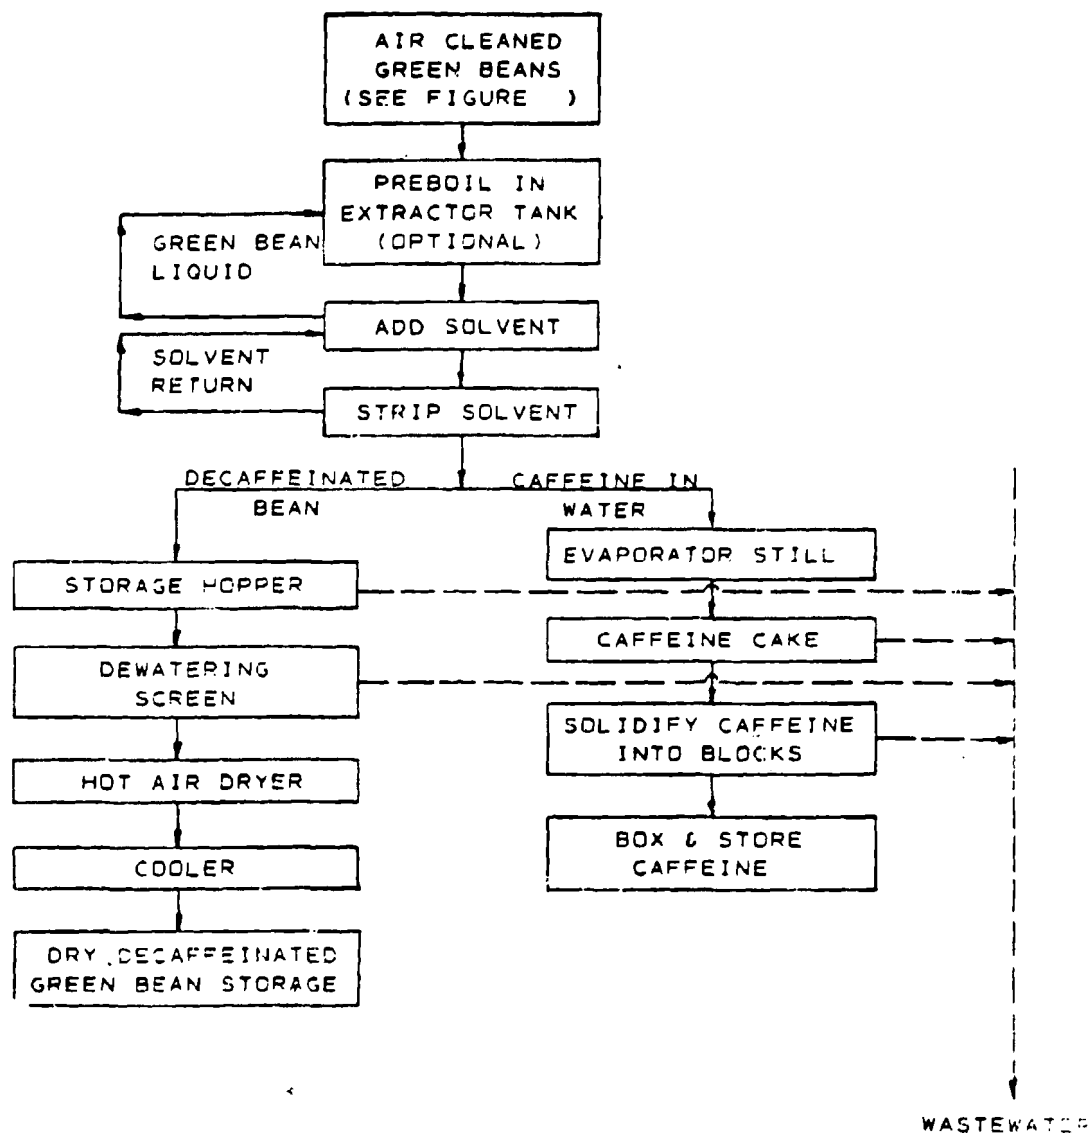 AIR CLEANED
GREEN BEANS
(SEE FIGURE )
PREBOIL IN
EXTRACTOR TANK
(OPTIONAL)
GREEN BEAN
LIQUID
ADD SOLVENT
SOLVENT
RETURN
STRIP SOLVENT
DECAFFEINATED
BEAN
CAFFEINE IN
WATER
EVAPORATOR STILL
STORAGE HOPPER
CAFFEINE CAKE
DEWATERING
SCREEN
SOLIDIFY CAFFEINE
INTO BLOCKS
HOT AIR DRYER
BOX & STORE
CAFFEINE
COOLER
DRY DECAFFEINATED
GREEN BEAN STORAGE
WASTEWATER